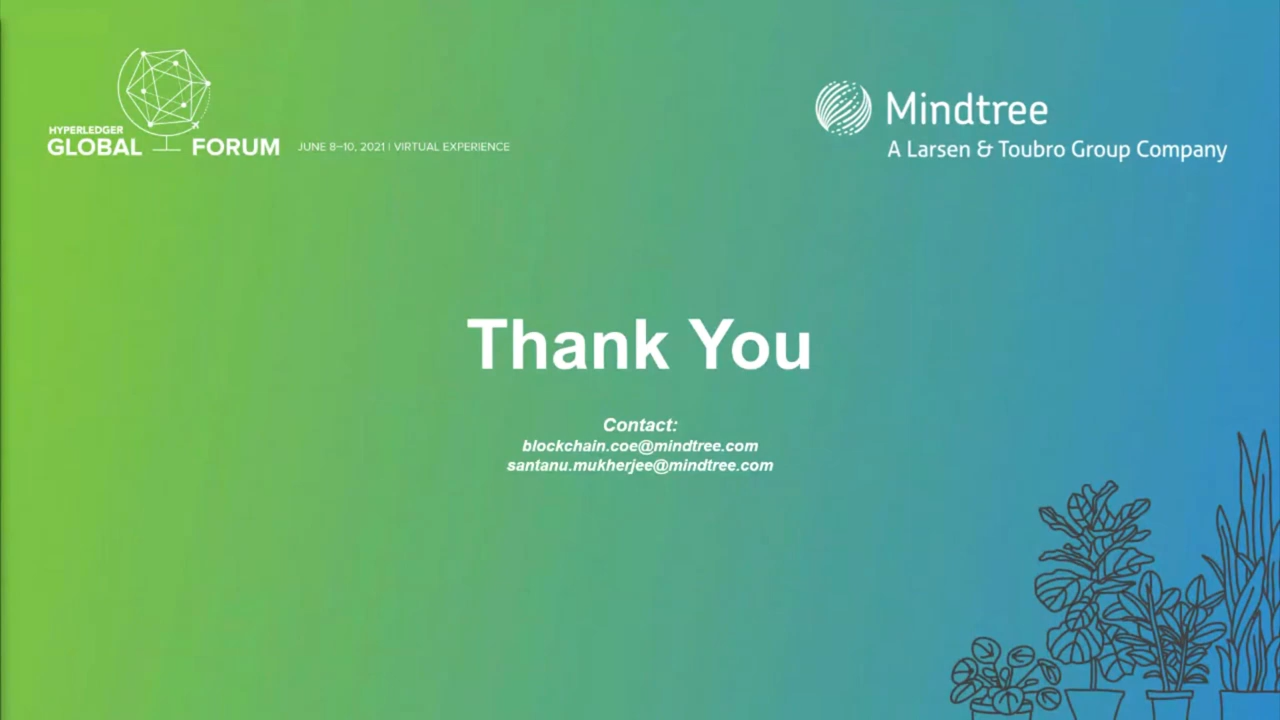 HYPERLEDGER
GLOBAL FORUM JUNE 8–10, 2021 | VIRTUAL EXPERIENCE
Mindtree
A Larsen & Toubro Group Company
Thank You
Contact:
blockchain.coe@mindtree.com
santanu.mukherjee@mindtree.com